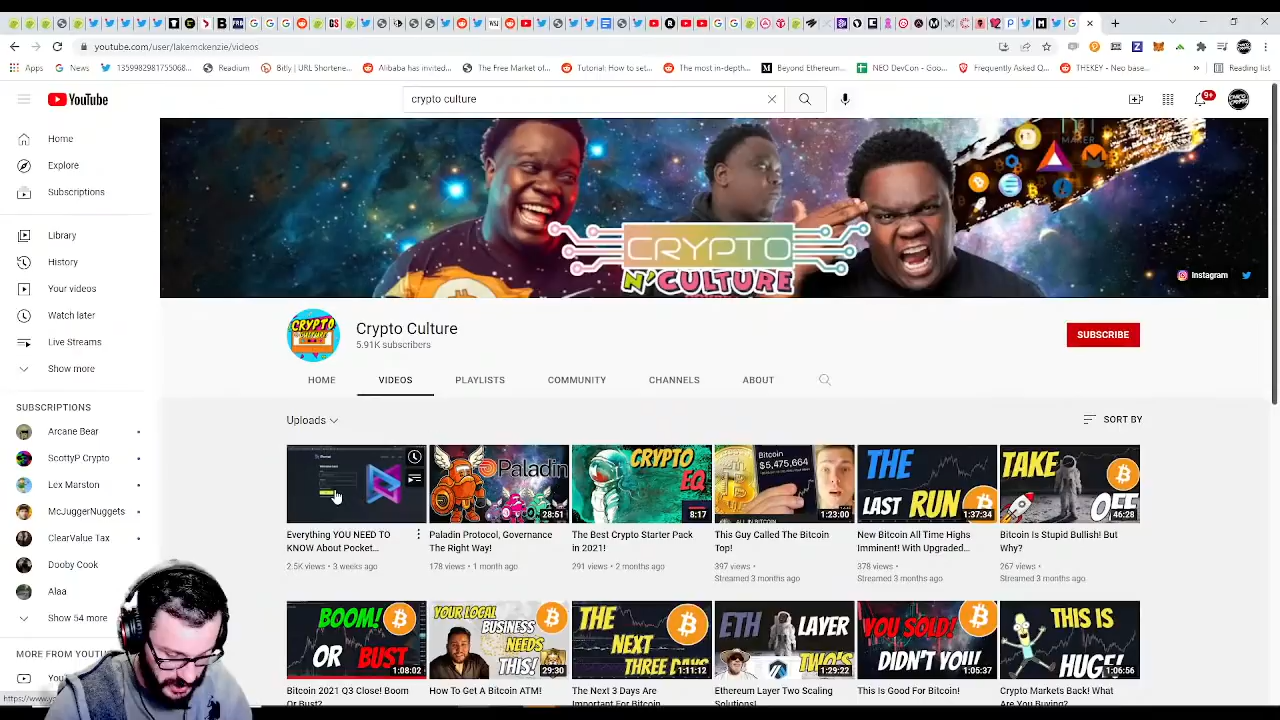 youtube.com/user/lakemckenzie/videos
Apps
News
1359982981755068...
Readium
Bitly | URL Shortene...
Alibaba has invited...
The Free Market of...
Tutorial: How to set...
The most in-depth...
Beyond Ethereum...
NEO DevCon - Goo...
Frequently Asked Q...
THEKEY - Neo base...
»
Reading list
YouTube
crypto culture
9+
Home
Explore
Subscriptions
Library
History
Your videos
Watch later
Live Streams
Show more
SUBSCRIPTIONS
Arcane Bear
ScottyP Crypto
Lex Marston
McJuggerNuggets
ClearValue Tax
Dooby Cook
Alas
Show 54 more
MORE FROM YOUTU
MAKER
CRYPTO
N'CULTURE
Instagram
Crypto Culture
5.91K subscribers
SUBSCRIBE
HOME
VIDEOS
PLAYLISTS
COMMUNITY
CHANNELS
ABOUT
Uploads
SORT BY
Everything YOU NEED TO
KNOW About Pocket...
2.5K views • 3 weeks ago
Paladin
28:51
Paladin Protocol, Governance
The Right Way!
178 views • 1 month ago
CRYPTO
EQ
8:17
The Best Crypto Starter Pack
in 2021!
291 views • 2 months ago
Bitcoin
$5,475,664
ALL IN BITCOIN
1:23:00
This Guy Called The Bitcoin
Top!
397 views •
Streamed 3 months ago
THE
LAST RUN
1:37:34
New Bitcoin All Time Highs
Imminent! With Upgraded...
378 views •
Streamed 3 months ago
TAKE
OFF
46:28
Bitcoin Is Stupid Bullish! But
Why?
267 views •
Streamed 3 months ago
BOOM!
OR BUST
1:08:02
Bitcoin 2021 Q3 Close! Boom
Or Bust?
YOUR LOCAL
BUSINESS
NEEDS
THIS!
29:30
How To Get A Bitcoin ATM!
THE
NEXT
THREE DAYS
1:11:12
The Next 3 Days Are
Important For Bitcoin
ETH LAYER
TWO'S
1:29:22
Ethereum Layer Two Scaling
Solutions!
YOU SOLD!
DIDN'T YOU!
1:05:37
This Is Good For Bitcoin!
THIS IS
HUGE!
1:06:56
Crypto Markets Back! What
Are You Buying?